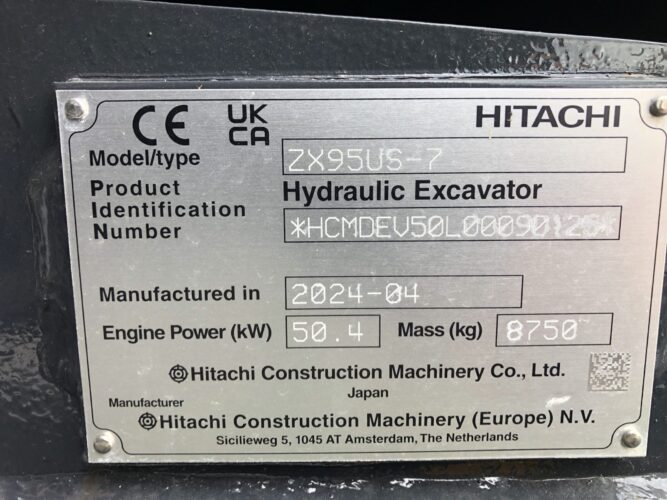 CE UK CA HITACHI
Model/type ZX95US-7
Product Hydraulic Excavator
Identification
Number *HCMDEV50L00090126*
Manufactured in 2024-04
Engine Power (kW) 50.4 Mass (kg) 8750
Hitachi Construction Machinery Co., Ltd.
Japan
Manufacturer
Hitachi Construction Machinery (Europe) N.V.
Sicilieweg 5, 1045 AT Amsterdam, The Netherlands